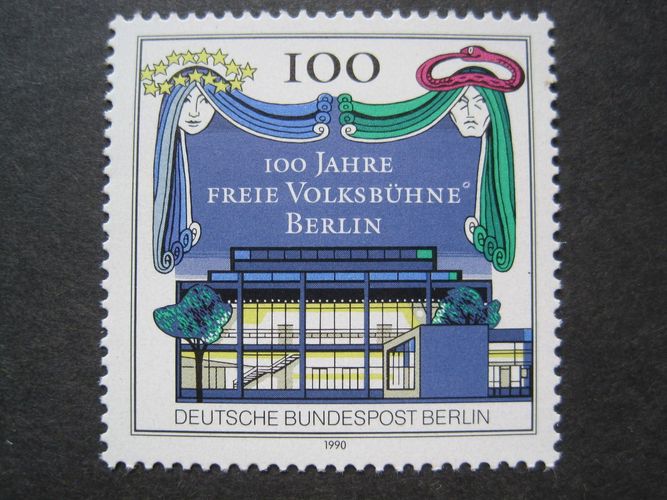 100
100 JAHRE
FREIE VOLKSBÜHNE
BERLIN
DEUTSCHE BUNDESPOST BERLIN
1990